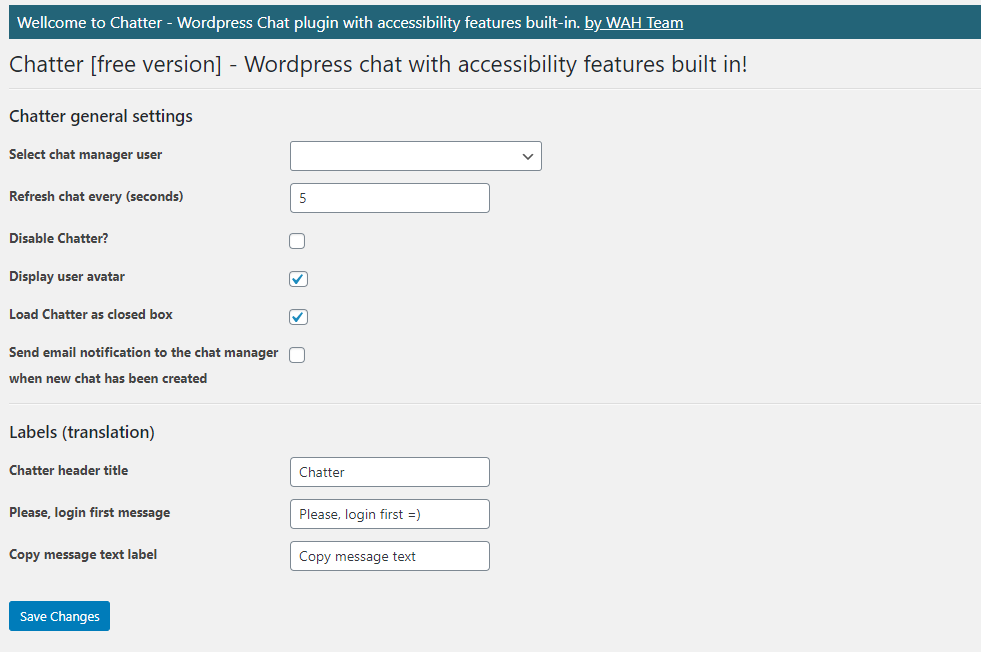 Wellcome to Chatter - Wordpress Chat plugin with accessibility features built-in. by WAH Team
Chatter [free version] - Wordpress chat with accessibility features built in!
Chatter general settings
Select chat manager user
Refresh chat every (seconds)
5
Disable Chatter?
Display user avatar
Load Chatter as closed box
Send email notification to the chat manager
when new chat has been created
Labels (translation)
Chatter header title
Chatter
Please, login first message
Please, login first =)
Copy message text label
Copy message text
Save Changes